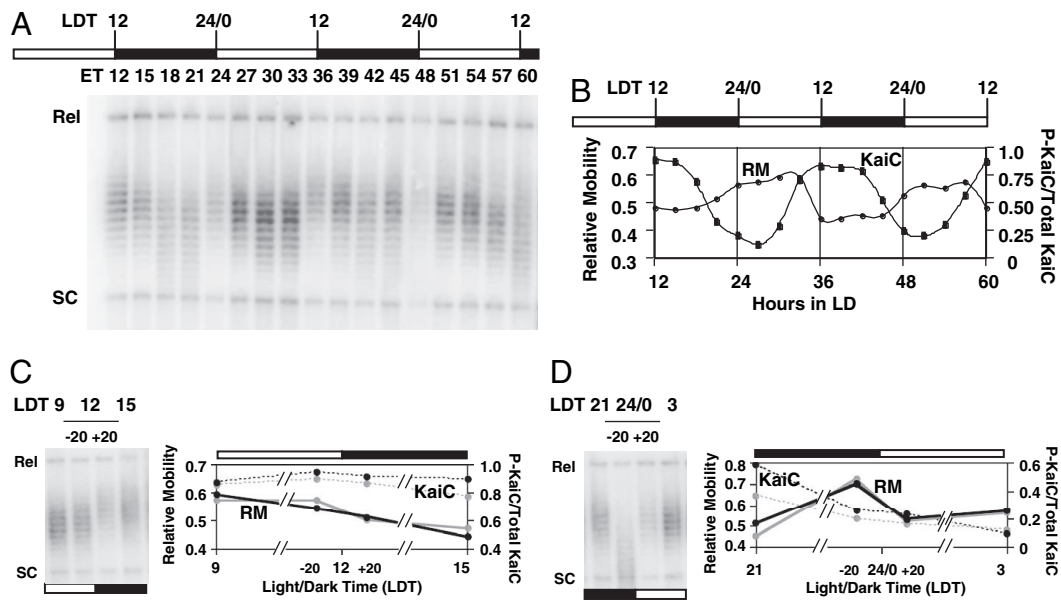 A
LDT 12 24/0 12 24/0 12
ET 12 15 18 21 24 27 30 33 36 39 42 45 48 51 54 57 60
Rel
SC
B
LDT 12 24/0 12 24/0 12
Relative Mobility
0.7
0.6
0.5
0.4
0.3
RM
KaiC
1.0
0.75
0.50
0.25
0
P-KaiC/Total KaiC
12 24 36 48 60
Hours in LD
C
LDT 9 12 15
-20 +20
Rel
SC
Relative Mobility
0.7
0.6
0.5
0.4
RM
KaiC
1.0
0.8
0.6
0.4
P-KaiC/Total KaiC
9 -20 12 +20 15
Light/Dark Time (LDT)
D
LDT 21 24/0 3
-20 +20
Rel
SC
Relative Mobility
0.8
0.7
0.6
0.5
0.4
KaiC
RM
0.6
0.4
0.2
0
P-KaiC/Total KaiC
21 -20 24/0 +20 3
Light/Dark Time (LDT)